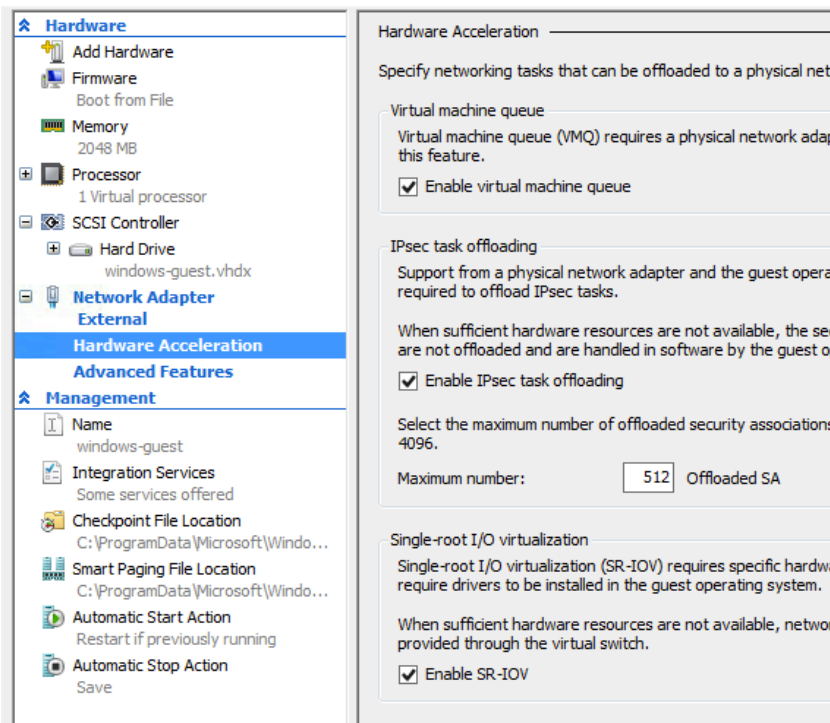 Hardware
Add Hardware
Firmware
Boot from File
Memory
2048 MB
Processor
1 Virtual processor
SCSI Controller
Hard Drive
windows-guest.vhdx
Network Adapter
External
Hardware Acceleration
Advanced Features
Management
Name
windows-guest
Integration Services
Some services offered
Checkpoint File Location
C:\ProgramData\Microsoft\Windo...
Smart Paging File Location
C:\ProgramData\Microsoft\Windo...
Automatic Start Action
Restart if previously running
Automatic Stop Action
Save
Hardware Acceleration
Specify networking tasks that can be offloaded to a physical net
Virtual machine queue
Virtual machine queue (VMQ) requires a physical network adap
this feature.
Enable virtual machine queue
IPsec task offloading
Support from a physical network adapter and the guest opera
required to offload IPsec tasks.
When sufficient hardware resources are not available, the sec
are not offloaded and are handled in software by the guest o
Enable IPsec task offloading
Select the maximum number of offloaded security associations
4096.
Maximum number: 512 Offloaded SA
Single-root I/O virtualization
Single-root I/O virtualization (SR-IOV) requires specific hardwa
require drivers to be installed in the guest operating system.
When sufficient hardware resources are not available, networ
provided through the virtual switch.
Enable SR-IOV